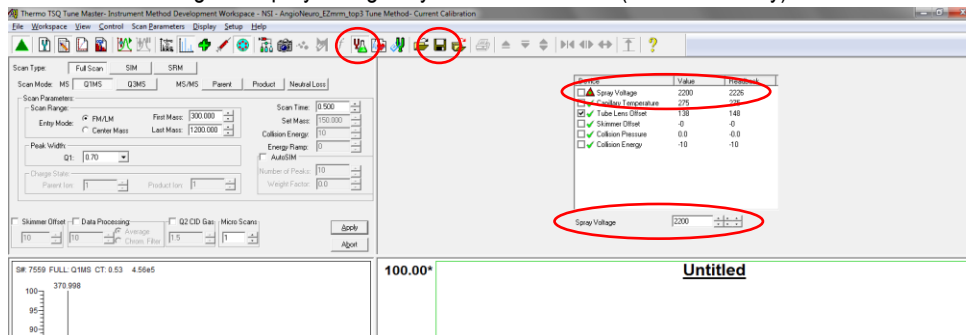 Thermo TSQ Tune Master- Instrument Method Development Workspace - NSI - AngioNeuro_EZmrm_top3 Tune Method- Current Calibration
File Workspace View Control Scan Parameters Display Setup Help
Scan Type: Full Scan SIM SRM
Scan Mode: MS Q1MS Q3MS MS/MS Parent Product Neutral Loss
Scan Parameters:
Scan Range:
Entry Mode: FM/LM First Mass: 300.000
Center Mass Last Mass: 1200.000
Scan Time: 0.500
Set Mass: 150.000
Collision Energy: 10
Energy Ramp: 0
Peak Width:
Q1: 0.70
AutoSIM
Number of Peaks: 10
Weight Factor: 0.0
Charge State:
Parent Ion: 1 Product Ion: 1
Skimmer Offset Data Processing: Q2 CID Gas: Micro Scans:
10 10 Average 1.5 1
Chrom. Filter
Apply
Abort
Device Value Readback
Spray Voltage 2200 2226
Capillary Temperature 275 275
Tube Lens Offset 138 148
Skimmer Offset -0 -0
Collision Pressure 0.0 -0.0
Collision Energy -10 -10
Spray Voltage 2200
S#: 7559 FULL: Q1MS CT: 0.53 4.56e5
370.998
100
95
90
100.00* Untitled